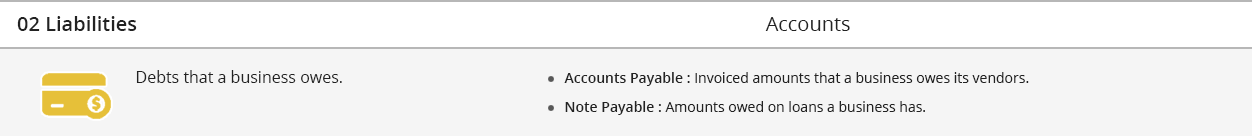 02 Liabilities
Accounts
Debts that a business owes.
• Accounts Payable : Invoiced amounts that a business owes its vendors.
• Note Payable : Amounts owed on loans a business has.
$